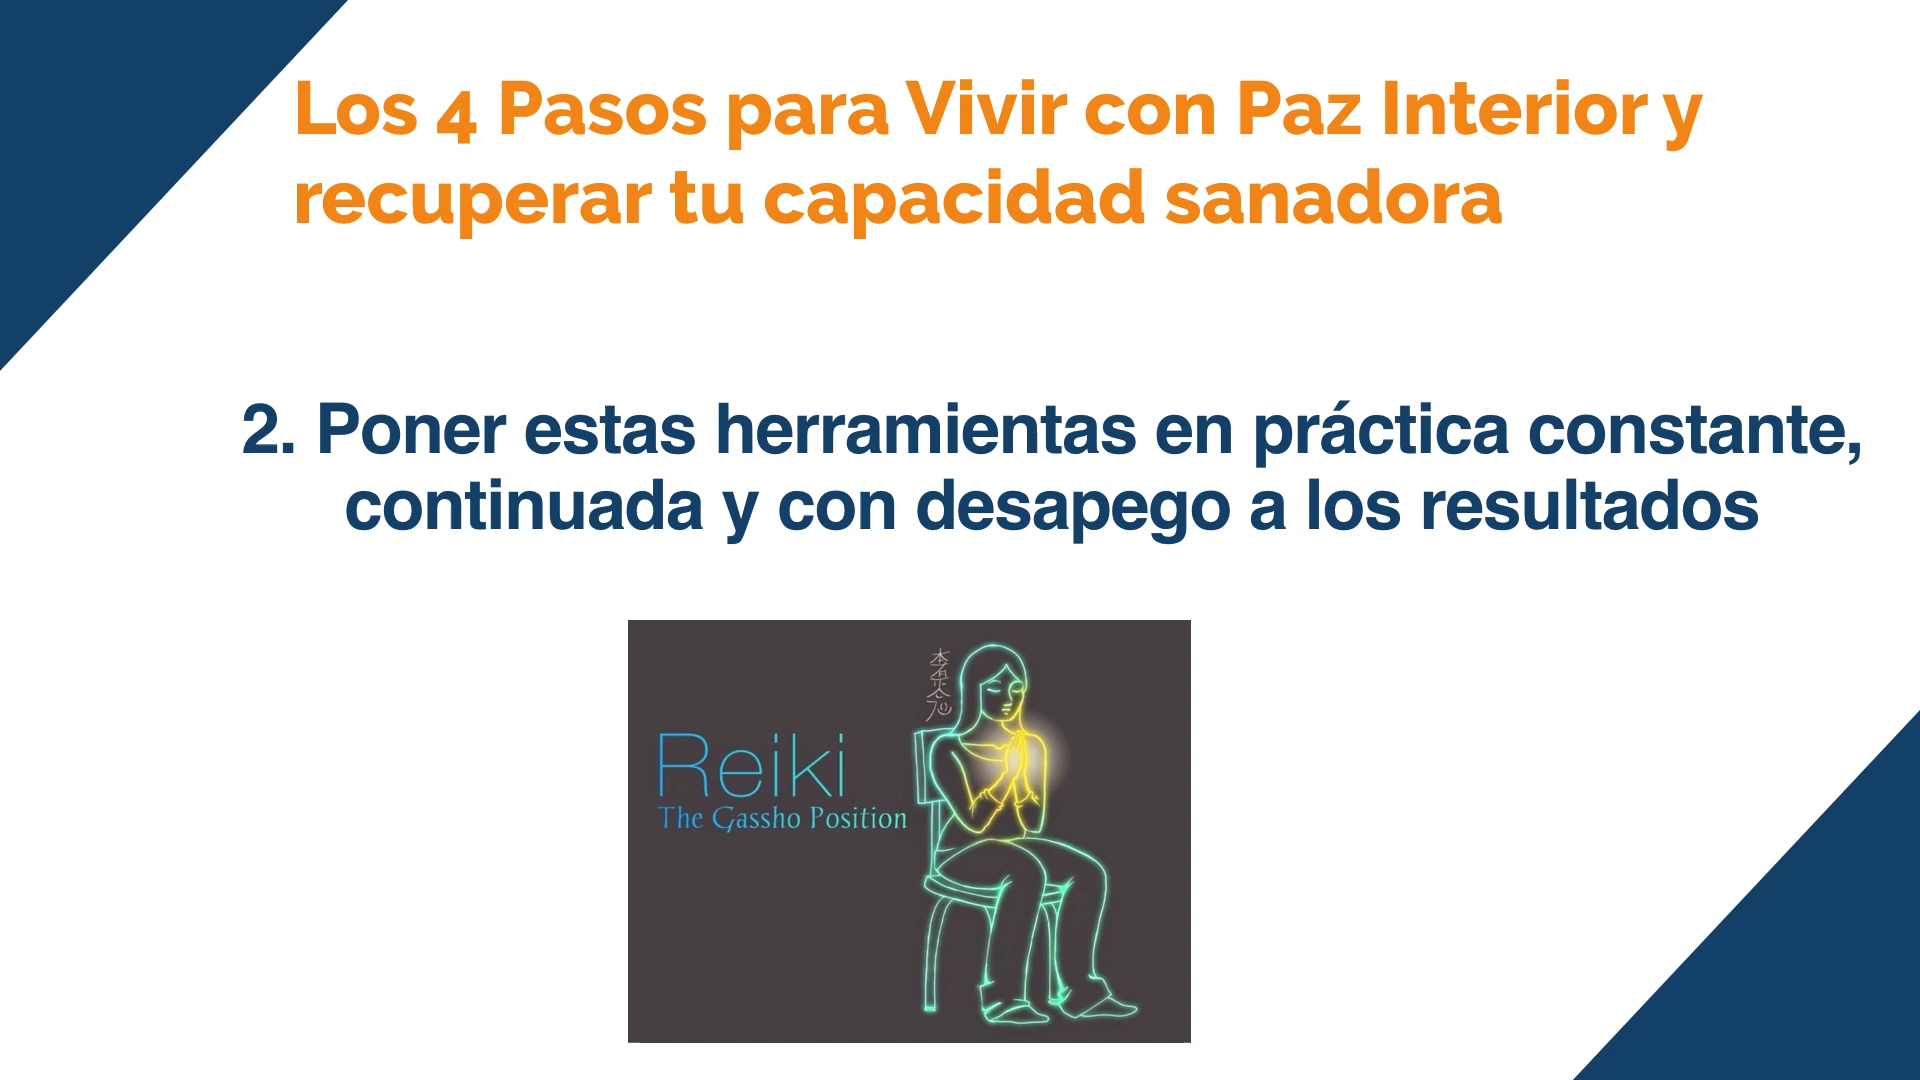 Los 4 Pasos para Vivir con Paz Interior y
recuperar tu capacidad sanadora
2. Poner estas herramientas en práctica constante,
continuada y con desapego a los resultados
Reiki
The Gassho Position